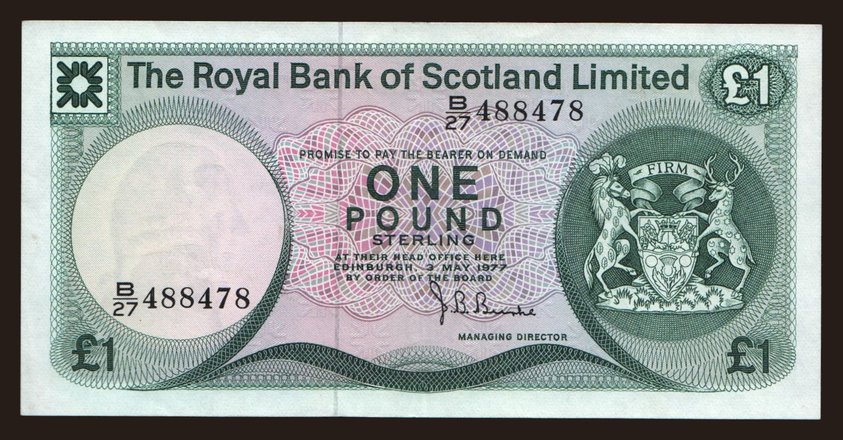 The Royal Bank of Scotland Limited
£1
B/27 488478
PROMISE TO PAY THE BEARER ON DEMAND
ONE
POUND
STERLING
AT THEIR HEAD OFFICE HERE
EDINBURGH, 3 MAY 1977
BY ORDER OF THE BOARD
FIRM
B/27 488478
J. B. Burke
MANAGING DIRECTOR
£1
£1